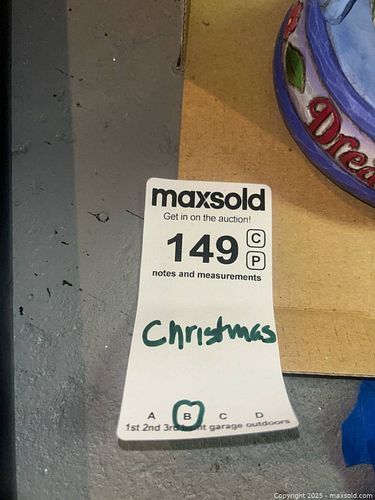 Drea
maxsold
Get in on the auction!
149 C P
notes and measurements
Christmas
A B C D
1st 2nd 3rd garage outdoors
Copyright 2025 - maxsold.com